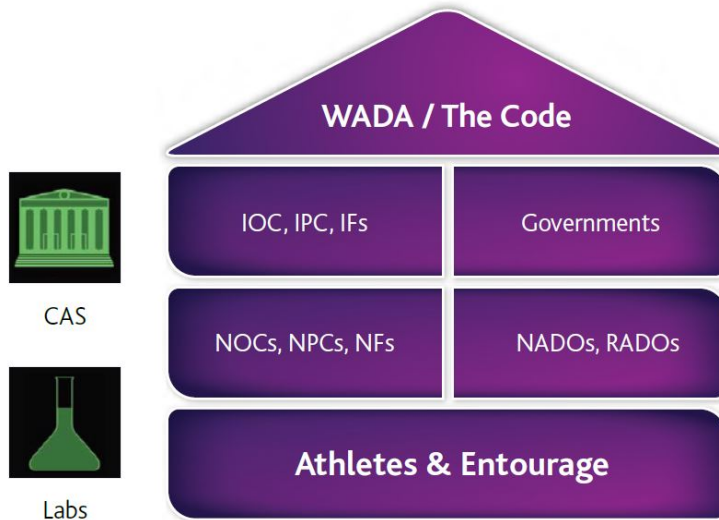 WADA / The Code
IOC, IPC, IFs
Governments
CAS
NOCs, NPCs, NFs
NADOs, RADOs
Athletes & Entourage
Labs